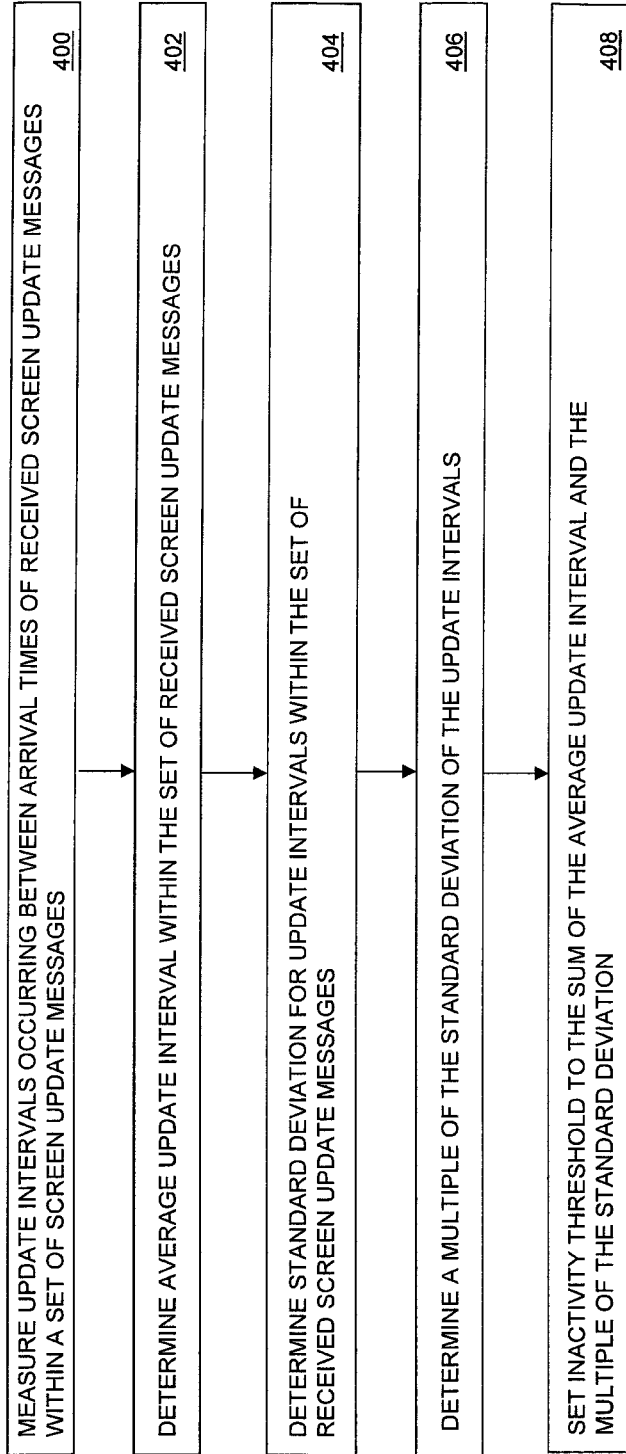 MEASURE UPDATE INTERVALS OCCURRING BETWEEN ARRIVAL TIMES OF RECEIVED SCREEN UPDATE MESSAGES
WITHIN A SET OF SCREEN UPDATE MESSAGES
400
DETERMINE AVERAGE UPDATE INTERVAL WITHIN THE SET OF RECEIVED SCREEN UPDATE MESSAGES
402
DETERMINE STANDARD DEVIATION FOR UPDATE INTERVALS WITHIN THE SET OF
RECEIVED SCREEN UPDATE MESSAGES
404
DETERMINE A MULTIPLE OF THE STANDARD DEVIATION OF THE UPDATE INTERVALS
406
SET INACTIVITY THRESHOLD TO THE SUM OF THE AVERAGE UPDATE INTERVAL AND THE
MULTIPLE OF THE STANDARD DEVIATION
408